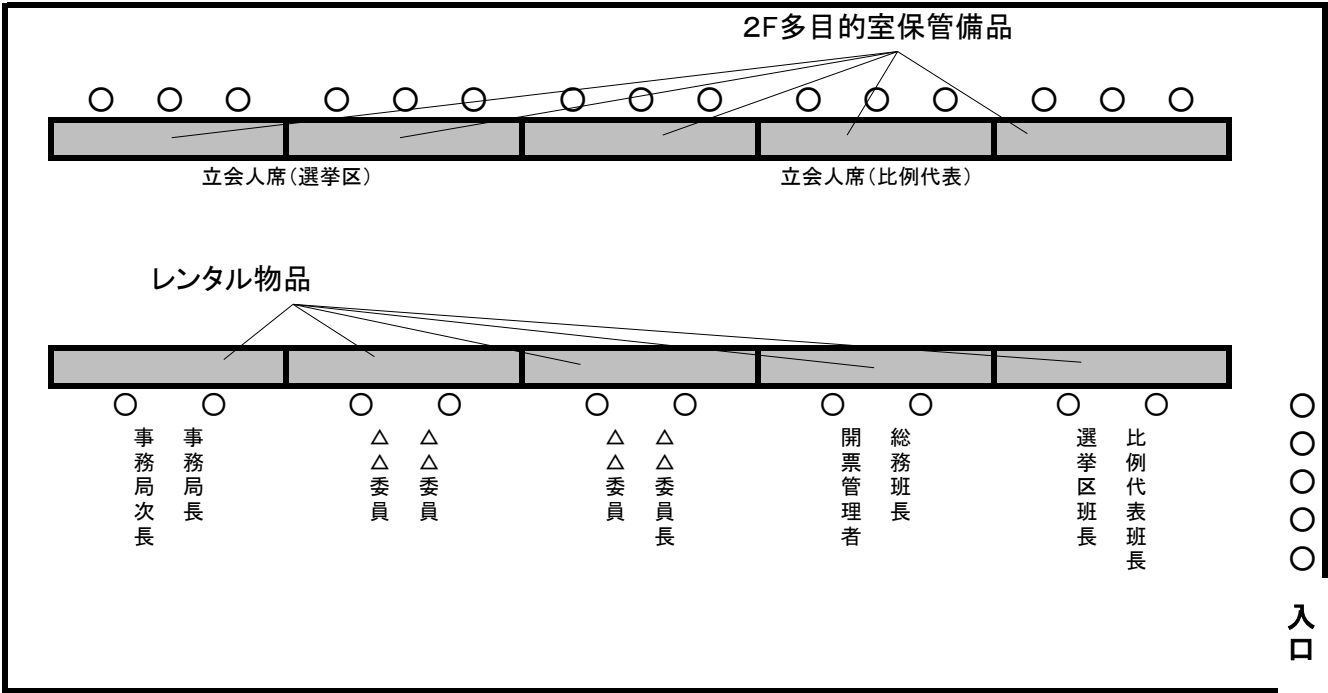 2F多目的室保管備品
立会人席(選挙区)
立会人席(比例代表)
レンタル物品
事務局次長
事務局長
△△委員
△△委員
△△委員
△△委員長
開票管理者
総務班長
選挙区班長
比例代表班長
入口